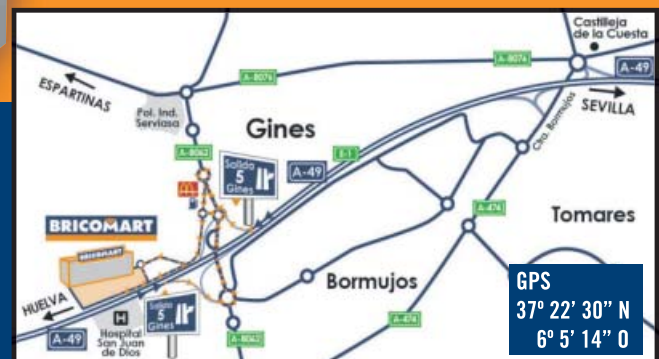 Castilleja
de la Cuesta
A-8076
A-8076
A-49
ESPARTINAS
SEVILLA
Pol. Ind.
Serviasa
Gines
Ctra. Bormujos
A-8062
Salida
5
Gines
A-49
E-1
A-474
Tomares
BRICOMART
BRICOMART
Bormujos
HUELVA
Salida
5
Gines
H
A-49
Hospital
San Juan
de Dios
A-8062
A-474
GPS
37º 22’ 30” N
6º 5’ 14” O